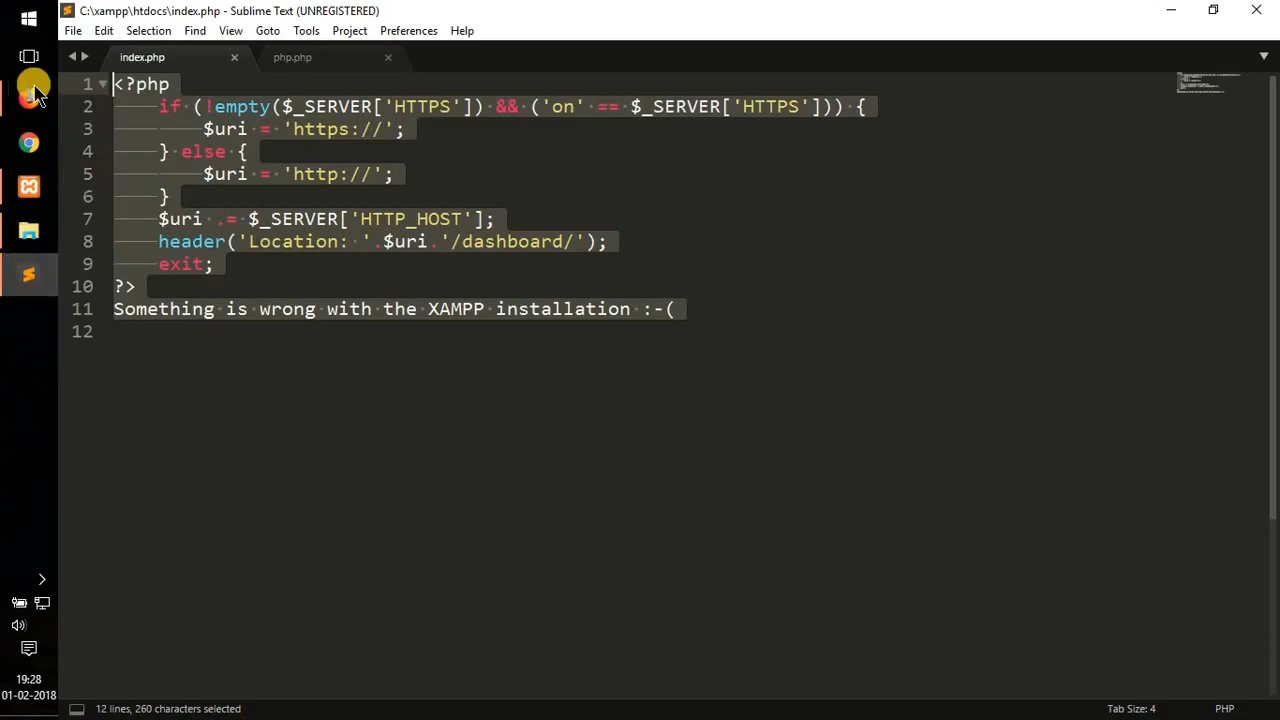 C:\xampp\htdocs\index.php - Sublime Text (UNREGISTERED)
File Edit Selection Find View Goto Tools Project Preferences Help
index.php php.php
1 <?php
2 if (!empty($_SERVER['HTTPS']) && ('on' == $_SERVER['HTTPS'])) {
3 $uri = 'https://';
4 } else {
5 $uri = 'http://';
6 }
7 $uri .= $_SERVER['HTTP_HOST'];
8 header('Location: '.$uri.'/dashboard/');
9 exit;
10 ?>
11 Something is wrong with the XAMPP installation :-(
12
19:28
01-02-2018
12 lines, 260 characters selected Tab Size: 4 PHP